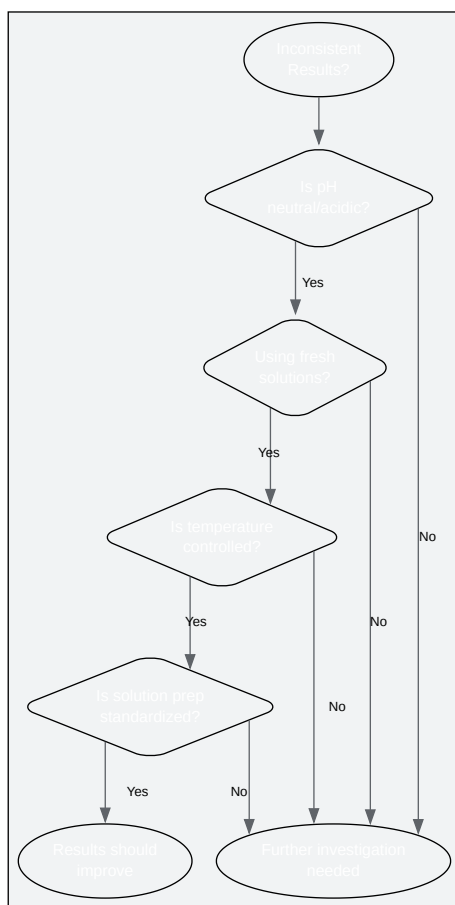 Inconsistent
Results?
Is pH
neutral/acidic?
Yes
Using fresh
solutions?
Yes
Is temperature
controlled?
No
Yes
No
Is solution prep
standardized?
No
Yes
No
Results should
improve
Further investigation
needed